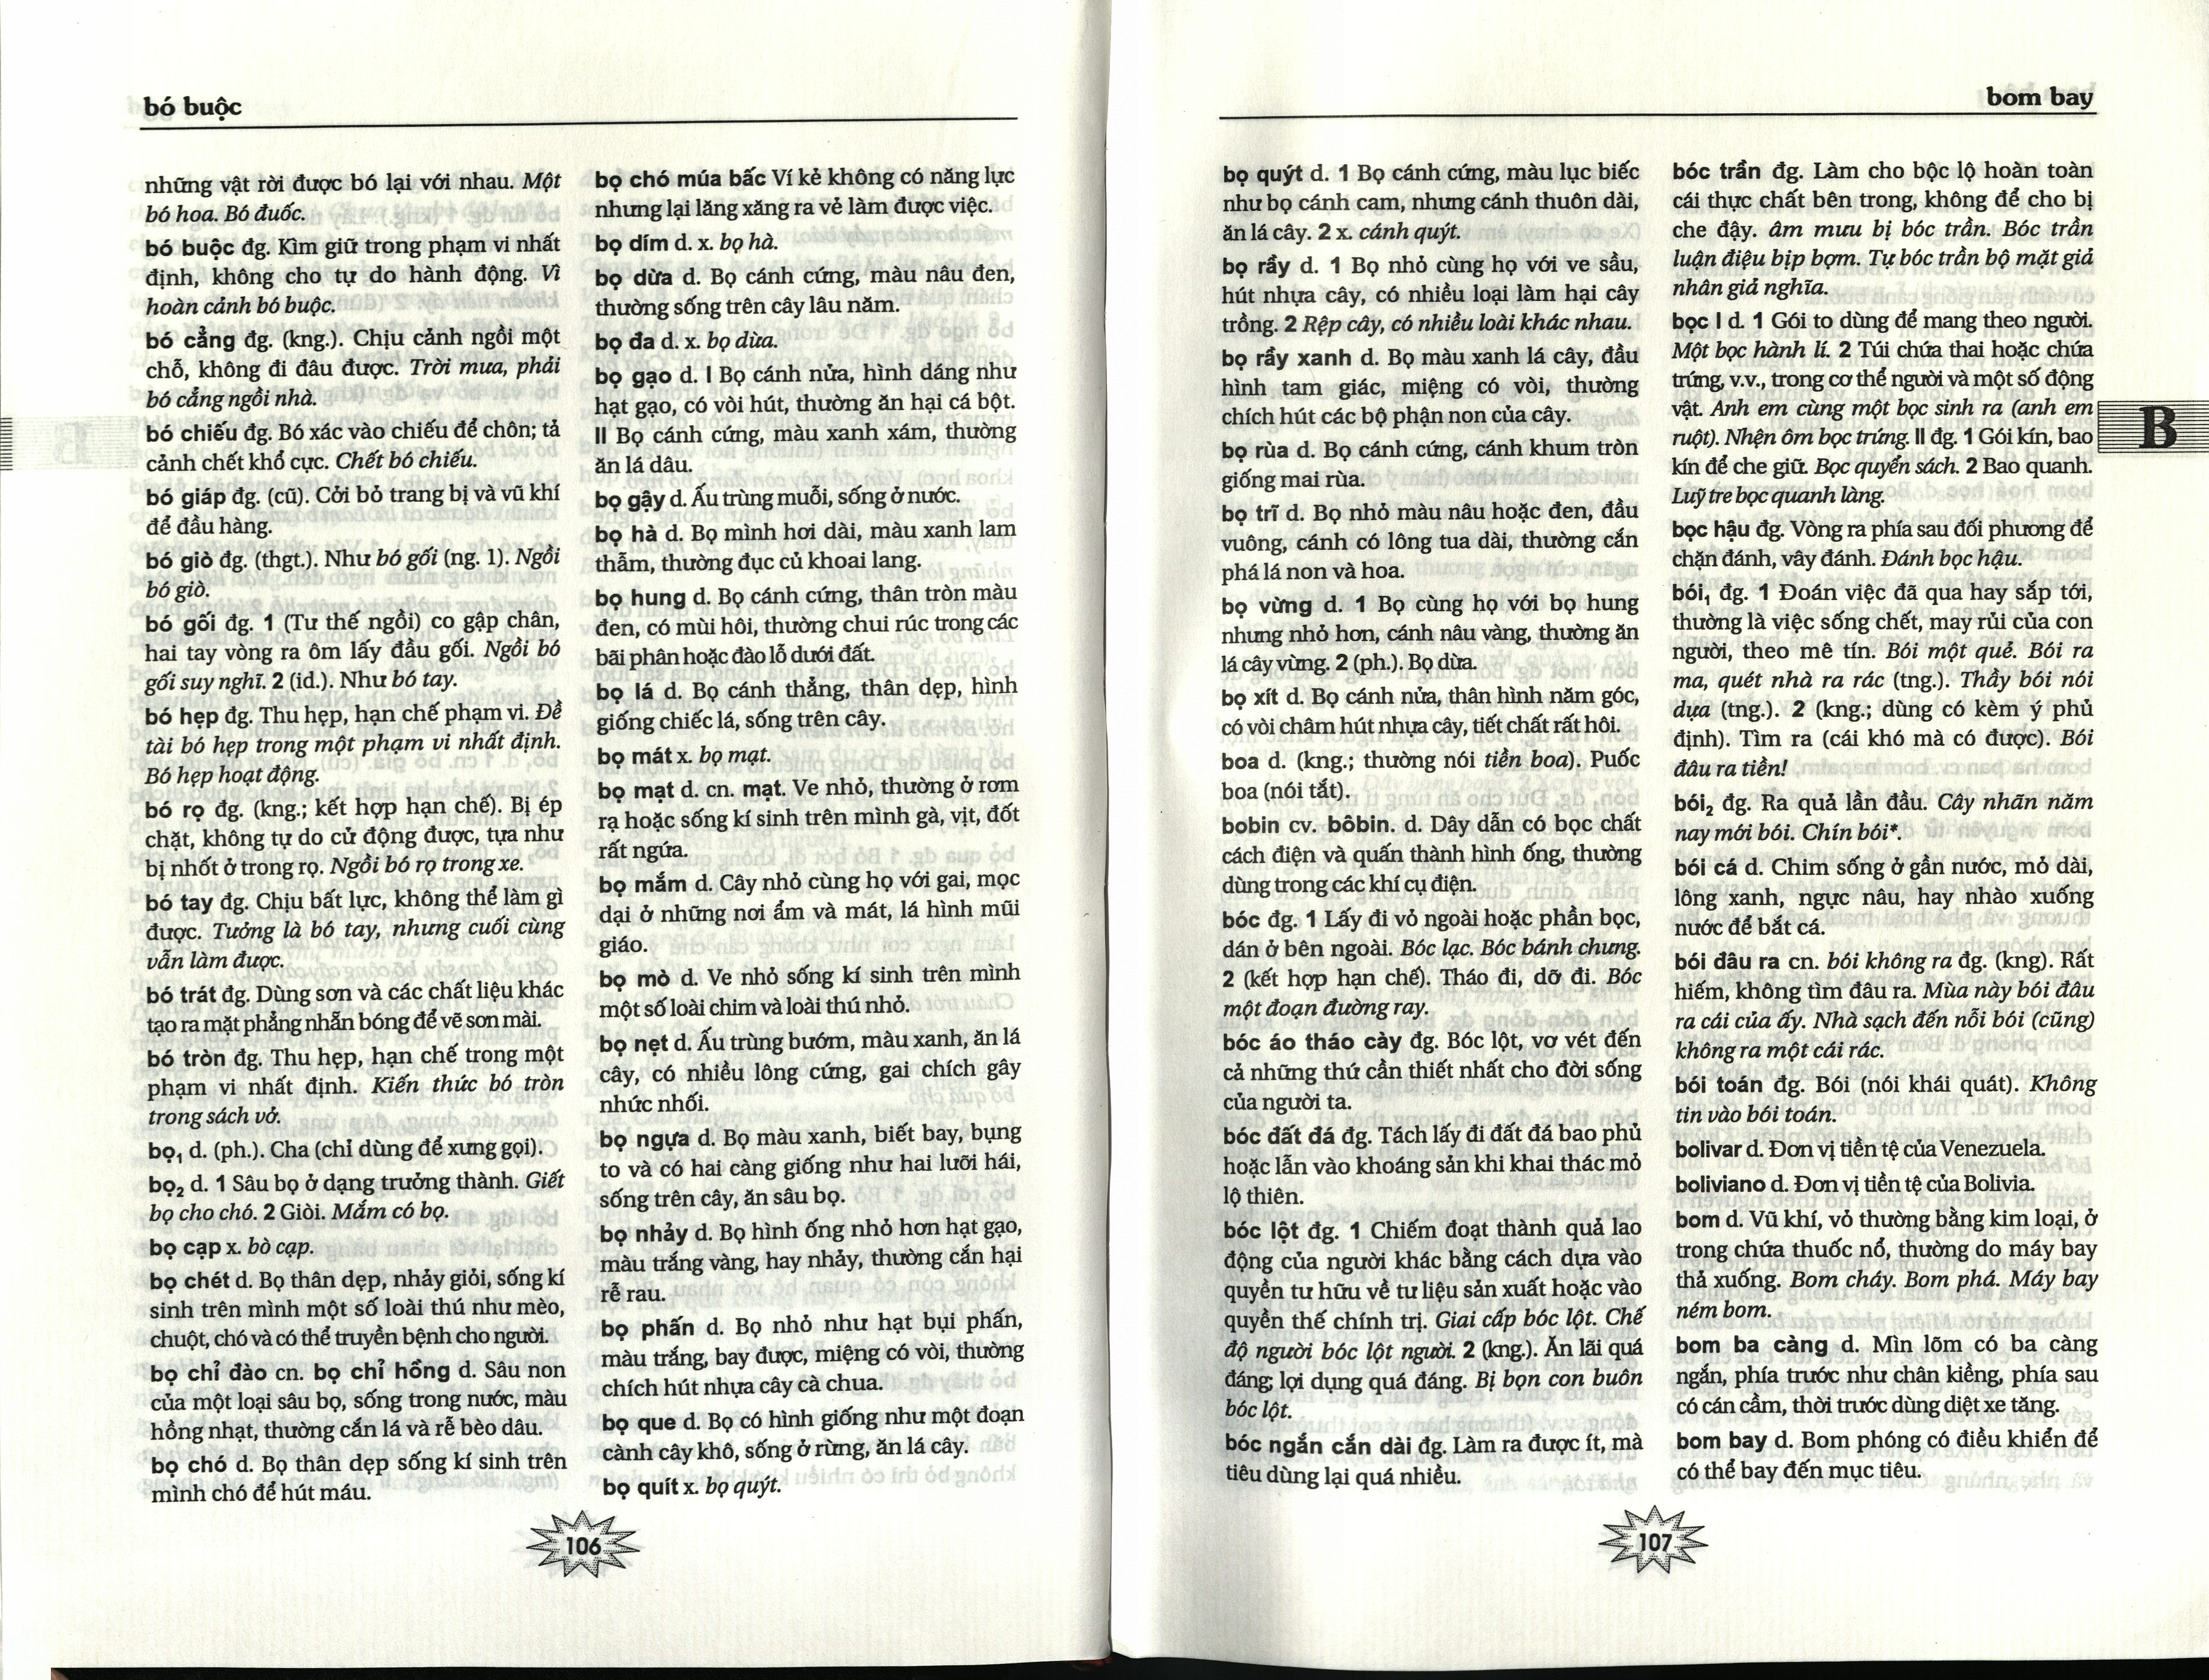 bó buộc
những vật rời được bó lại với nhau. Một
bó hoa. Bó đuốc.
bó buộc đg. Kìm giữ trong phạm vi nhất
định, không cho tự do hành động. Vì
hoàn cảnh bó buộc.
bó cẳng đg. (kng.). Chịu cảnh ngồi một
chỗ, không đi đâu được. Trời mưa, phải
bó cẳng ngồi nhà.
bó chiếu đg. Bó xác vào chiếu để chôn; tả
cảnh chết khổ cực. Chết bó chiếu.
bó giáp đg. (cũ). Cởi bỏ trang bị và vũ khí
để đầu hàng.
bó giò đg. (thgt.). Như bó gối (ng. 1). Ngồi
bó giò.
bó gối đg. 1 (Tư thế ngồi) co gập chân,
hai tay vòng ra ôm lấy đầu gối. Ngồi bó
gối suy nghĩ. 2 (id.). Như bó tay.
bó hẹp đg. Thu hẹp, hạn chế phạm vi. Đề
tài bó hẹp trong một phạm vi nhất định.
Bó hẹp hoạt động.
bó rọ đg. (kng.; kết hợp hạn chế). Bị ép
chặt, không tự do cử động được, tựa như
bị nhốt ở trong rọ. Ngồi bó rọ trong xe.
bó tay đg. Chịu bất lực, không thể làm gì
được. Tưởng là bó tay, nhưng cuối cùng
vẫn làm được.
bó trát đg. Dùng sơn và các chất liệu khác
tạo ra mặt phẳng nhẵn bóng để vẽ sơn mài.
bó tròn đg. Thu hẹp, hạn chế trong một
phạm vi nhất định. Kiến thức bó tròn
trong sách vở.
bọ₁ d. (ph.). Cha (chỉ dùng để xưng gọi).
bọ₂ d. 1 Sâu bọ ở dạng trưởng thành. Giết
bọ cho chó. 2 Giòi. Mắm có bọ.
bọ cạp x. bò cạp.
bọ chét d. Bọ thân dẹp, nhảy giỏi, sống kí
sinh trên mình một số loài thú như mèo,
chuột, chó và có thể truyền bệnh cho người.
bọ chỉ đào cn. bọ chỉ hồng d. Sâu non
của một loại sâu bọ, sống trong nước, màu
hồng nhạt, thường cắn lá và rễ bèo dâu.
bọ chó d. Bọ thân dẹp sống kí sinh trên
mình chó để hút máu.
bọ chó múa bấc Ví kẻ không có năng lực
nhưng lại lăng xăng ra vẻ làm được việc.
bọ dím d. x. bọ hà.
bọ dừa d. Bọ cánh cứng, màu nâu đen,
thường sống trên cây lâu năm.
bọ đa d. x. bọ dừa.
bọ gạo d. I Bọ cánh nửa, hình dáng như
hạt gạo, có vòi hút, thường ăn hại cá bột.
II Bọ cánh cứng, màu xanh xám, thường
ăn lá dâu.
bọ gậy d. Ấu trùng muỗi, sống ở nước.
bọ hà d. Bọ mình hơi dài, màu xanh lam
thẫm, thường đục củ khoai lang.
bọ hung d. Bọ cánh cứng, thân tròn màu
đen, có mùi hôi, thường chui rúc trong các
bãi phân hoặc đào lỗ dưới đất.
bọ lá d. Bọ cánh thẳng, thân dẹp, hình
giống chiếc lá, sống trên cây.
bọ mát x. bọ mạt.
bọ mạt d. cn. mạt. Ve nhỏ, thường ở rơm
rạ hoặc sống kí sinh trên mình gà, vịt, đốt
rất ngứa.
bọ mắm d. Cây nhỏ cùng họ với gai, mọc
dại ở những nơi ẩm và mát, lá hình mũi
giáo.
bọ mò d. Ve nhỏ sống kí sinh trên mình
một số loài chim và loài thú nhỏ.
bọ nẹt d. Ấu trùng bướm, màu xanh, ăn lá
cây, có nhiều lông cứng, gai chích gây
nhức nhối.
bọ ngựa d. Bọ màu xanh, biết bay, bụng
to và có hai càng giống như hai lưỡi hái,
sống trên cây, ăn sâu bọ.
bọ nhảy d. Bọ hình ống nhỏ hơn hạt gạo,
màu trắng vàng, hay nhảy, thường cắn hại
rễ rau.
bọ phấn d. Bọ nhỏ như hạt bụi phấn,
màu trắng, bay được, miệng có vòi, thường
chích hút nhựa cây cà chua.
bọ que d. Bọ có hình giống như một đoạn
cành cây khô, sống ở rừng, ăn lá cây.
bọ quít x. bọ quýt.
106
bom bay
bọ quýt d. 1 Bọ cánh cứng, màu lục biếc
như bọ cánh cam, nhưng cánh thuôn dài,
ăn lá cây. 2 x. cánh quýt.
bọ rầy d. 1 Bọ nhỏ cùng họ với ve sầu,
hút nhựa cây, có nhiều loại làm hại cây
trồng. 2 Rệp cây, có nhiều loài khác nhau.
bọ rầy xanh d. Bọ màu xanh lá cây, đầu
hình tam giác, miệng có vòi, thường
chích hút các bộ phận non của cây.
bọ rùa d. Bọ cánh cứng, cánh khum tròn
giống mai rùa.
bọ trĩ d. Bọ nhỏ màu nâu hoặc đen, đầu
vuông, cánh có lông tua dài, thường cắn
phá lá non và hoa.
bọ vừng d. 1 Bọ cùng họ với bọ hung
nhưng nhỏ hơn, cánh nâu vàng, thường ăn
lá cây vừng. 2 (ph.). Bọ dừa.
bọ xít d. Bọ cánh nửa, thân hình năm góc,
có vòi châm hút nhựa cây, tiết chất rất hôi.
boa d. (kng.; thường nói tiền boa). Puốc
boa (nói tắt).
bobin cv. bôbin. d. Dây dẫn có bọc chất
cách điện và quấn thành hình ống, thường
dùng trong các khí cụ điện.
bóc đg. 1 Lấy đi vỏ ngoài hoặc phần bọc,
dán ở bên ngoài. Bóc lạc. Bóc bánh chưng.
2 (kết hợp hạn chế). Tháo đi, dỡ đi. Bóc
một đoạn đường ray.
bóc áo tháo cày đg. Bóc lột, vơ vét đến
cả những thứ cần thiết nhất cho đời sống
của người ta.
bóc đất đá đg. Tách lấy đi đất đá bao phủ
hoặc lẫn vào khoáng sản khi khai thác mỏ
lộ thiên.
bóc lột đg. 1 Chiếm đoạt thành quả lao
động của người khác bằng cách dựa vào
quyền tư hữu về tư liệu sản xuất hoặc vào
quyền thế chính trị. Giai cấp bóc lột. Chế
độ người bóc lột người. 2 (kng.). Ăn lãi quá
đáng; lợi dụng quá đáng. Bị bọn con buôn
bóc lột.
bóc ngắn cắn dài đg. Làm ra được ít, mà
tiêu dùng lại quá nhiều.
bóc trần đg. Làm cho bộc lộ hoàn toàn
cái thực chất bên trong, không để cho bị
che đậy. âm mưu bị bóc trần. Bóc trần
luận điệu bịp bợm. Tự bóc trần bộ mặt giả
nhân giả nghĩa.
bọc I d. 1 Gói to dùng để mang theo người.
Một bọc hành lí. 2 Túi chứa thai hoặc chứa
trứng, v.v., trong cơ thể người và một số động
vật. Anh em cùng một bọc sinh ra (anh em
ruột). Nhện ôm bọc trứng. II đg. 1 Gói kín, bao
kín để che giữ. Bọc quyển sách. 2 Bao quanh.
Luỹ tre bọc quanh làng.
bọc hậu đg. Vòng ra phía sau đối phương để
chặn đánh, vây đánh. Đánh bọc hậu.
bói₁ đg. 1 Đoán việc đã qua hay sắp tới,
thường là việc sống chết, may rủi của con
người, theo mê tín. Bói một quẻ. Bói ra
ma, quét nhà ra rác (tng.). Thầy bói nói
dựa (tng.). 2 (kng.; dùng có kèm ý phủ
định). Tìm ra (cái khó mà có được). Bói
đâu ra tiền!
bói₂ đg. Ra quả lần đầu. Cây nhãn năm
nay mới bói. Chín bói*.
bói cá d. Chim sống ở gần nước, mỏ dài,
lông xanh, ngực nâu, hay nhào xuống
nước để bắt cá.
bói đâu ra cn. bói không ra đg. (kng). Rất
hiếm, không tìm đâu ra. Mùa này bói đâu
ra cái của ấy. Nhà sạch đến nỗi bói (cũng)
không ra một cái rác.
bói toán đg. Bói (nói khái quát). Không
tin vào bói toán.
bolivar d. Đơn vị tiền tệ của Venezuela.
boliviano d. Đơn vị tiền tệ của Bolivia.
bom d. Vũ khí, vỏ thường bằng kim loại, ở
trong chứa thuốc nổ, thường do máy bay
thả xuống. Bom cháy. Bom phá. Máy bay
ném bom.
bom ba càng d. Mìn lõm có ba càng
ngắn, phía trước như chân kiềng, phía sau
có cán cầm, thời trước dùng diệt xe tăng.
bom bay d. Bom phóng có điều khiển để
có thể bay đến mục tiêu.
B
107